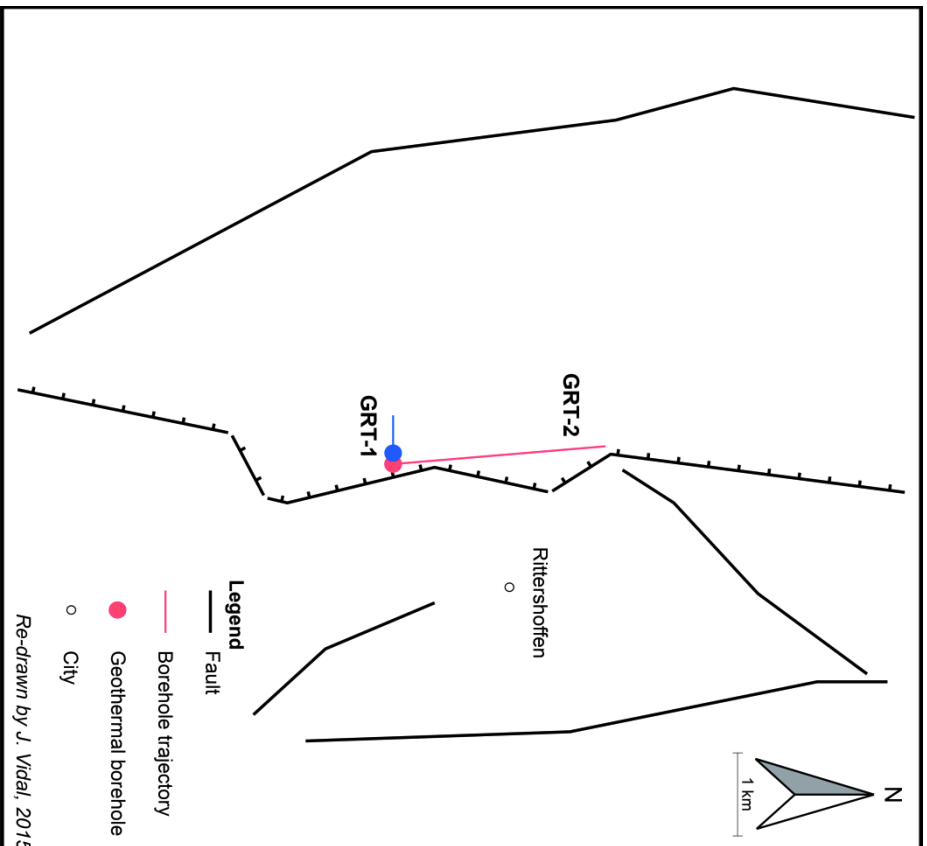 GRT-2
GRT-1
Rittershoffen
N
1 km
Legend
Fault
Borehole trajectory
Geothermal borehole
City
Re-drawn by J. Vidal, 2015